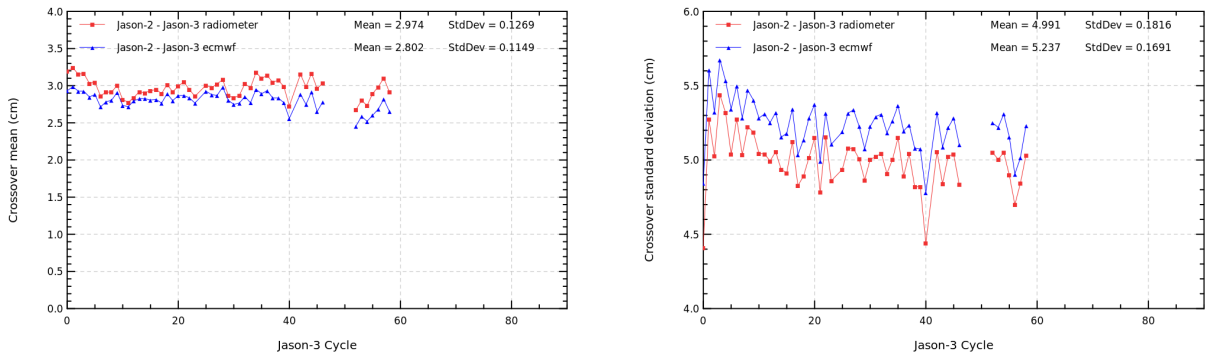 4.0
3.5
3.0
2.5
2.0
1.5
1.0
0.5
0.0
Crossover mean (cm)
Jason-2 - Jason-3 radiometer Mean = 2.974 StdDev = 0.1269
Jason-2 - Jason-3 ecmwf Mean = 2.802 StdDev = 0.1149
0 20 40 60 80
Jason-3 Cycle
6.0
5.5
5.0
4.5
4.0
Crossover standard deviation (cm)
Jason-2 - Jason-3 radiometer Mean = 4.991 StdDev = 0.1816
Jason-2 - Jason-3 ecmwf Mean = 5.237 StdDev = 0.1691
0 20 40 60 80
Jason-3 Cycle